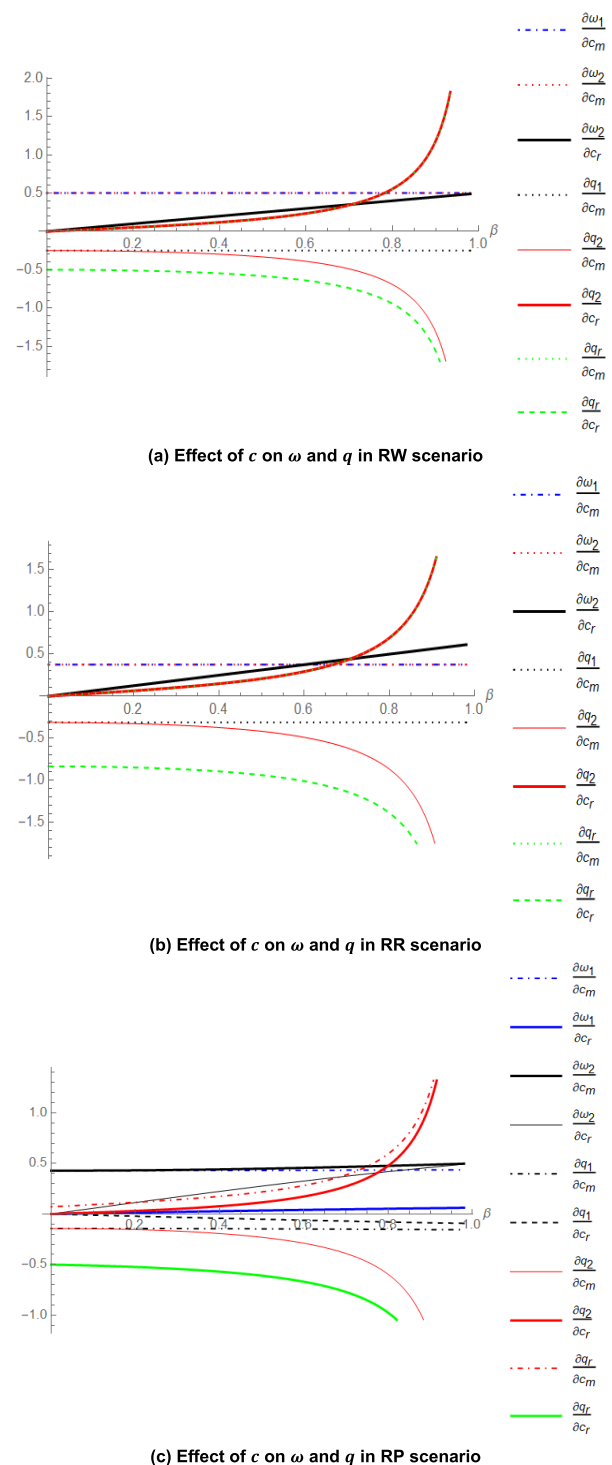 ∂ω₁/∂cₘ
∂ω₂/∂cₘ
∂ω₂/∂cᵣ
∂q₁/∂cₘ
∂q₂/∂cₘ
∂q₂/∂cᵣ
∂qᵣ/∂cₘ
∂qᵣ/∂cᵣ
2.0
1.5
1.0
0.5
-0.5
-1.0
-1.5
0.2 0.4 0.6 0.8 1.0 β
(a) Effect of c on ω and q in RW scenario
∂ω₁/∂cₘ
∂ω₂/∂cₘ
∂ω₂/∂cᵣ
∂q₁/∂cₘ
∂q₂/∂cₘ
∂q₂/∂cᵣ
∂qᵣ/∂cₘ
∂qᵣ/∂cᵣ
1.5
1.0
0.5
-0.5
-1.0
-1.5
0.2 0.4 0.6 0.8 1.0 β
(b) Effect of c on ω and q in RR scenario
∂ω₁/∂cₘ
∂ω₁/∂cᵣ
∂ω₂/∂cₘ
∂ω₂/∂cᵣ
∂q₁/∂cₘ
∂q₁/∂cᵣ
∂q₂/∂cₘ
∂q₂/∂cᵣ
∂qᵣ/∂cₘ
∂qᵣ/∂cᵣ
1.0
0.5
-0.5
-1.0
0.2 0.4 0.6 0.8 1.0 β
(c) Effect of c on ω and q in RP scenario